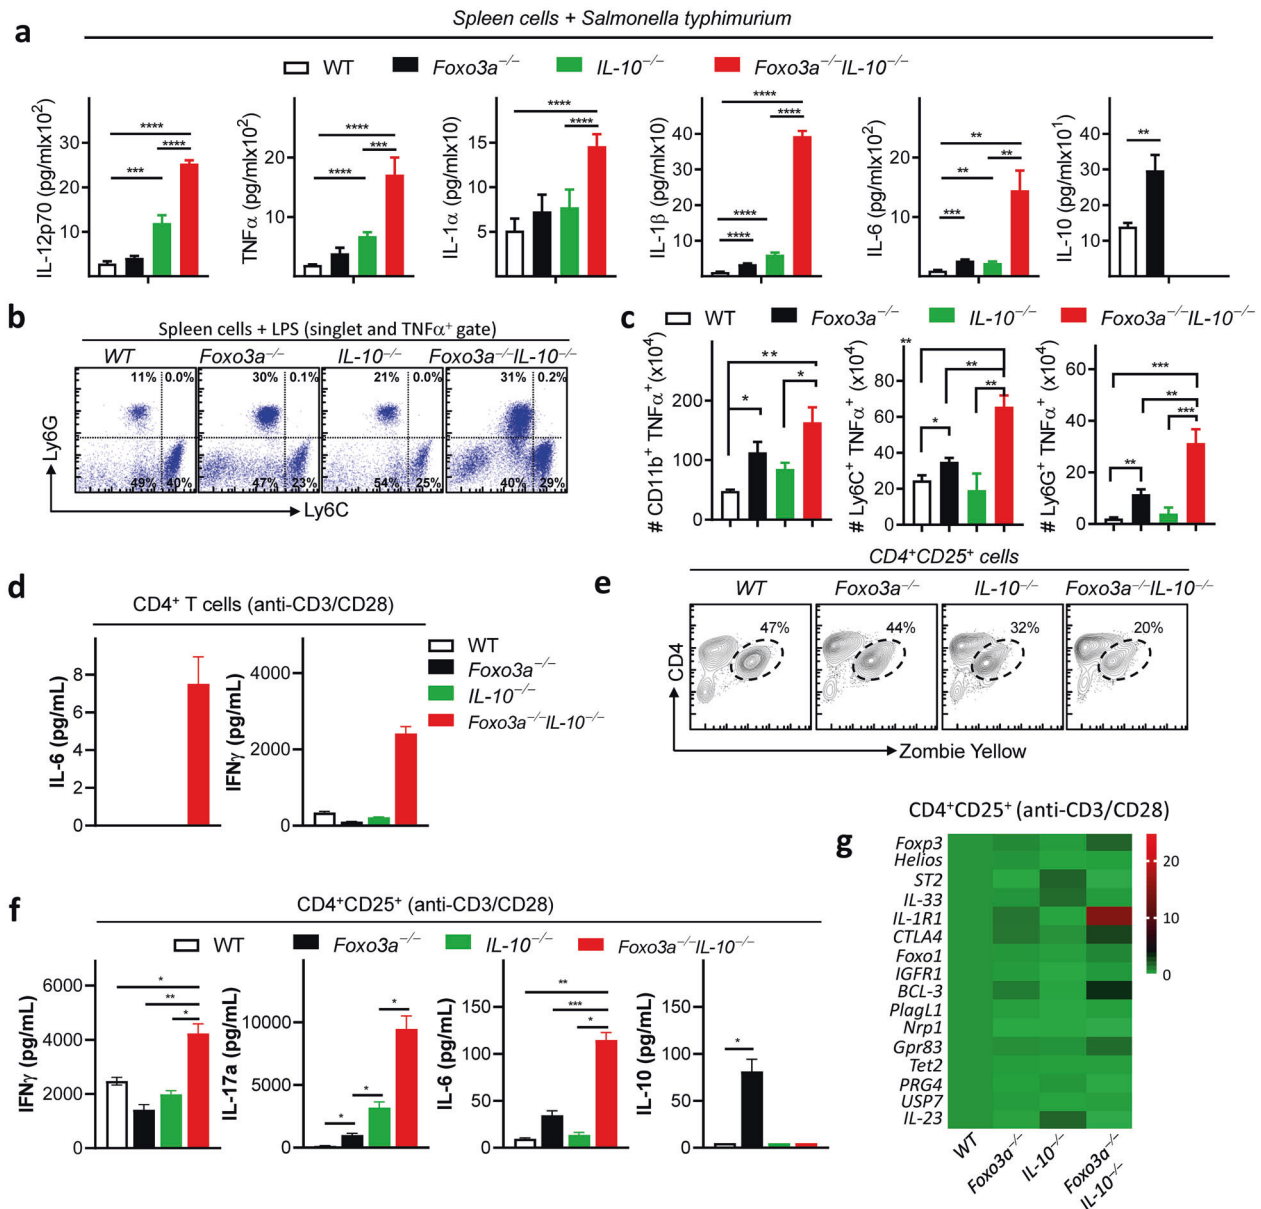 a
Spleen cells + Salmonella typhimurium
WT Foxo3a−/− IL-10−/− Foxo3a−/−IL-10−/−
IL-12p70 (pg/mlx10²)
30
20
10
*** **** ****
TNFα (pg/mlx10²)
20
10
**** *** ****
IL-1α (pg/mlx10)
15
10
5
**** ****
IL-1β (pg/mlx10²)
40
30
20
10
**** **** **** ****
IL-6 (pg/mlx10²)
20
10
*** ** ** **
IL-10 (pg/mlx10¹)
40
30
20
10
**
b
Spleen cells + LPS (singlet and TNFα⁺ gate)
WT Foxo3a−/− IL-10−/− Foxo3a−/−IL-10−/−
11% 0.0% 30% 0.1% 21% 0.0% 31% 0.2%
49% 40% 47% 23% 54% 25% 40% 29%
Ly6G
Ly6C
c
WT Foxo3a−/− IL-10−/− Foxo3a−/−IL-10−/−
# CD11b⁺ TNFα⁺ (x10⁴)
200
100
0
* ** *
# Ly6C⁺ TNFα⁺ (x10⁴)
80
60
40
20
0
** ** ** *
# Ly6G⁺ TNFα⁺ (x10⁴)
60
40
20
0
*** ** *** **
d
CD4⁺ T cells (anti-CD3/CD28)
IL-6 (pg/mL)
8
6
4
2
0
IFNγ (pg/mL)
4000
2000
0
WT
Foxo3a−/−
IL-10−/−
Foxo3a−/−IL-10−/−
e
CD4⁺CD25⁺ cells
WT Foxo3a−/− IL-10−/− Foxo3a−/−IL-10−/−
47% 44% 32% 20%
CD4
Zombie Yellow
f
CD4⁺CD25⁺ (anti-CD3/CD28)
WT Foxo3a−/− IL-10−/− Foxo3a−/−IL-10−/−
IFNγ (pg/mL)
6000
4000
2000
0
* ** *
IL-17a (pg/mL)
10000
5000
0
* * *
IL-6 (pg/mL)
150
100
50
0
** *** *
IL-10 (pg/mL)
150
100
50
0
*
g
CD4⁺CD25⁺ (anti-CD3/CD28)
Foxp3
Helios
ST2
IL-33
IL-1R1
CTLA4
Foxo1
IGFR1
BCL-3
PlagL1
Nrp1
Gpr83
Tet2
PRG4
USP7
IL-23
20
10
0
WT Foxo3a−/− IL-10−/− Foxo3a−/−
IL-10−/−